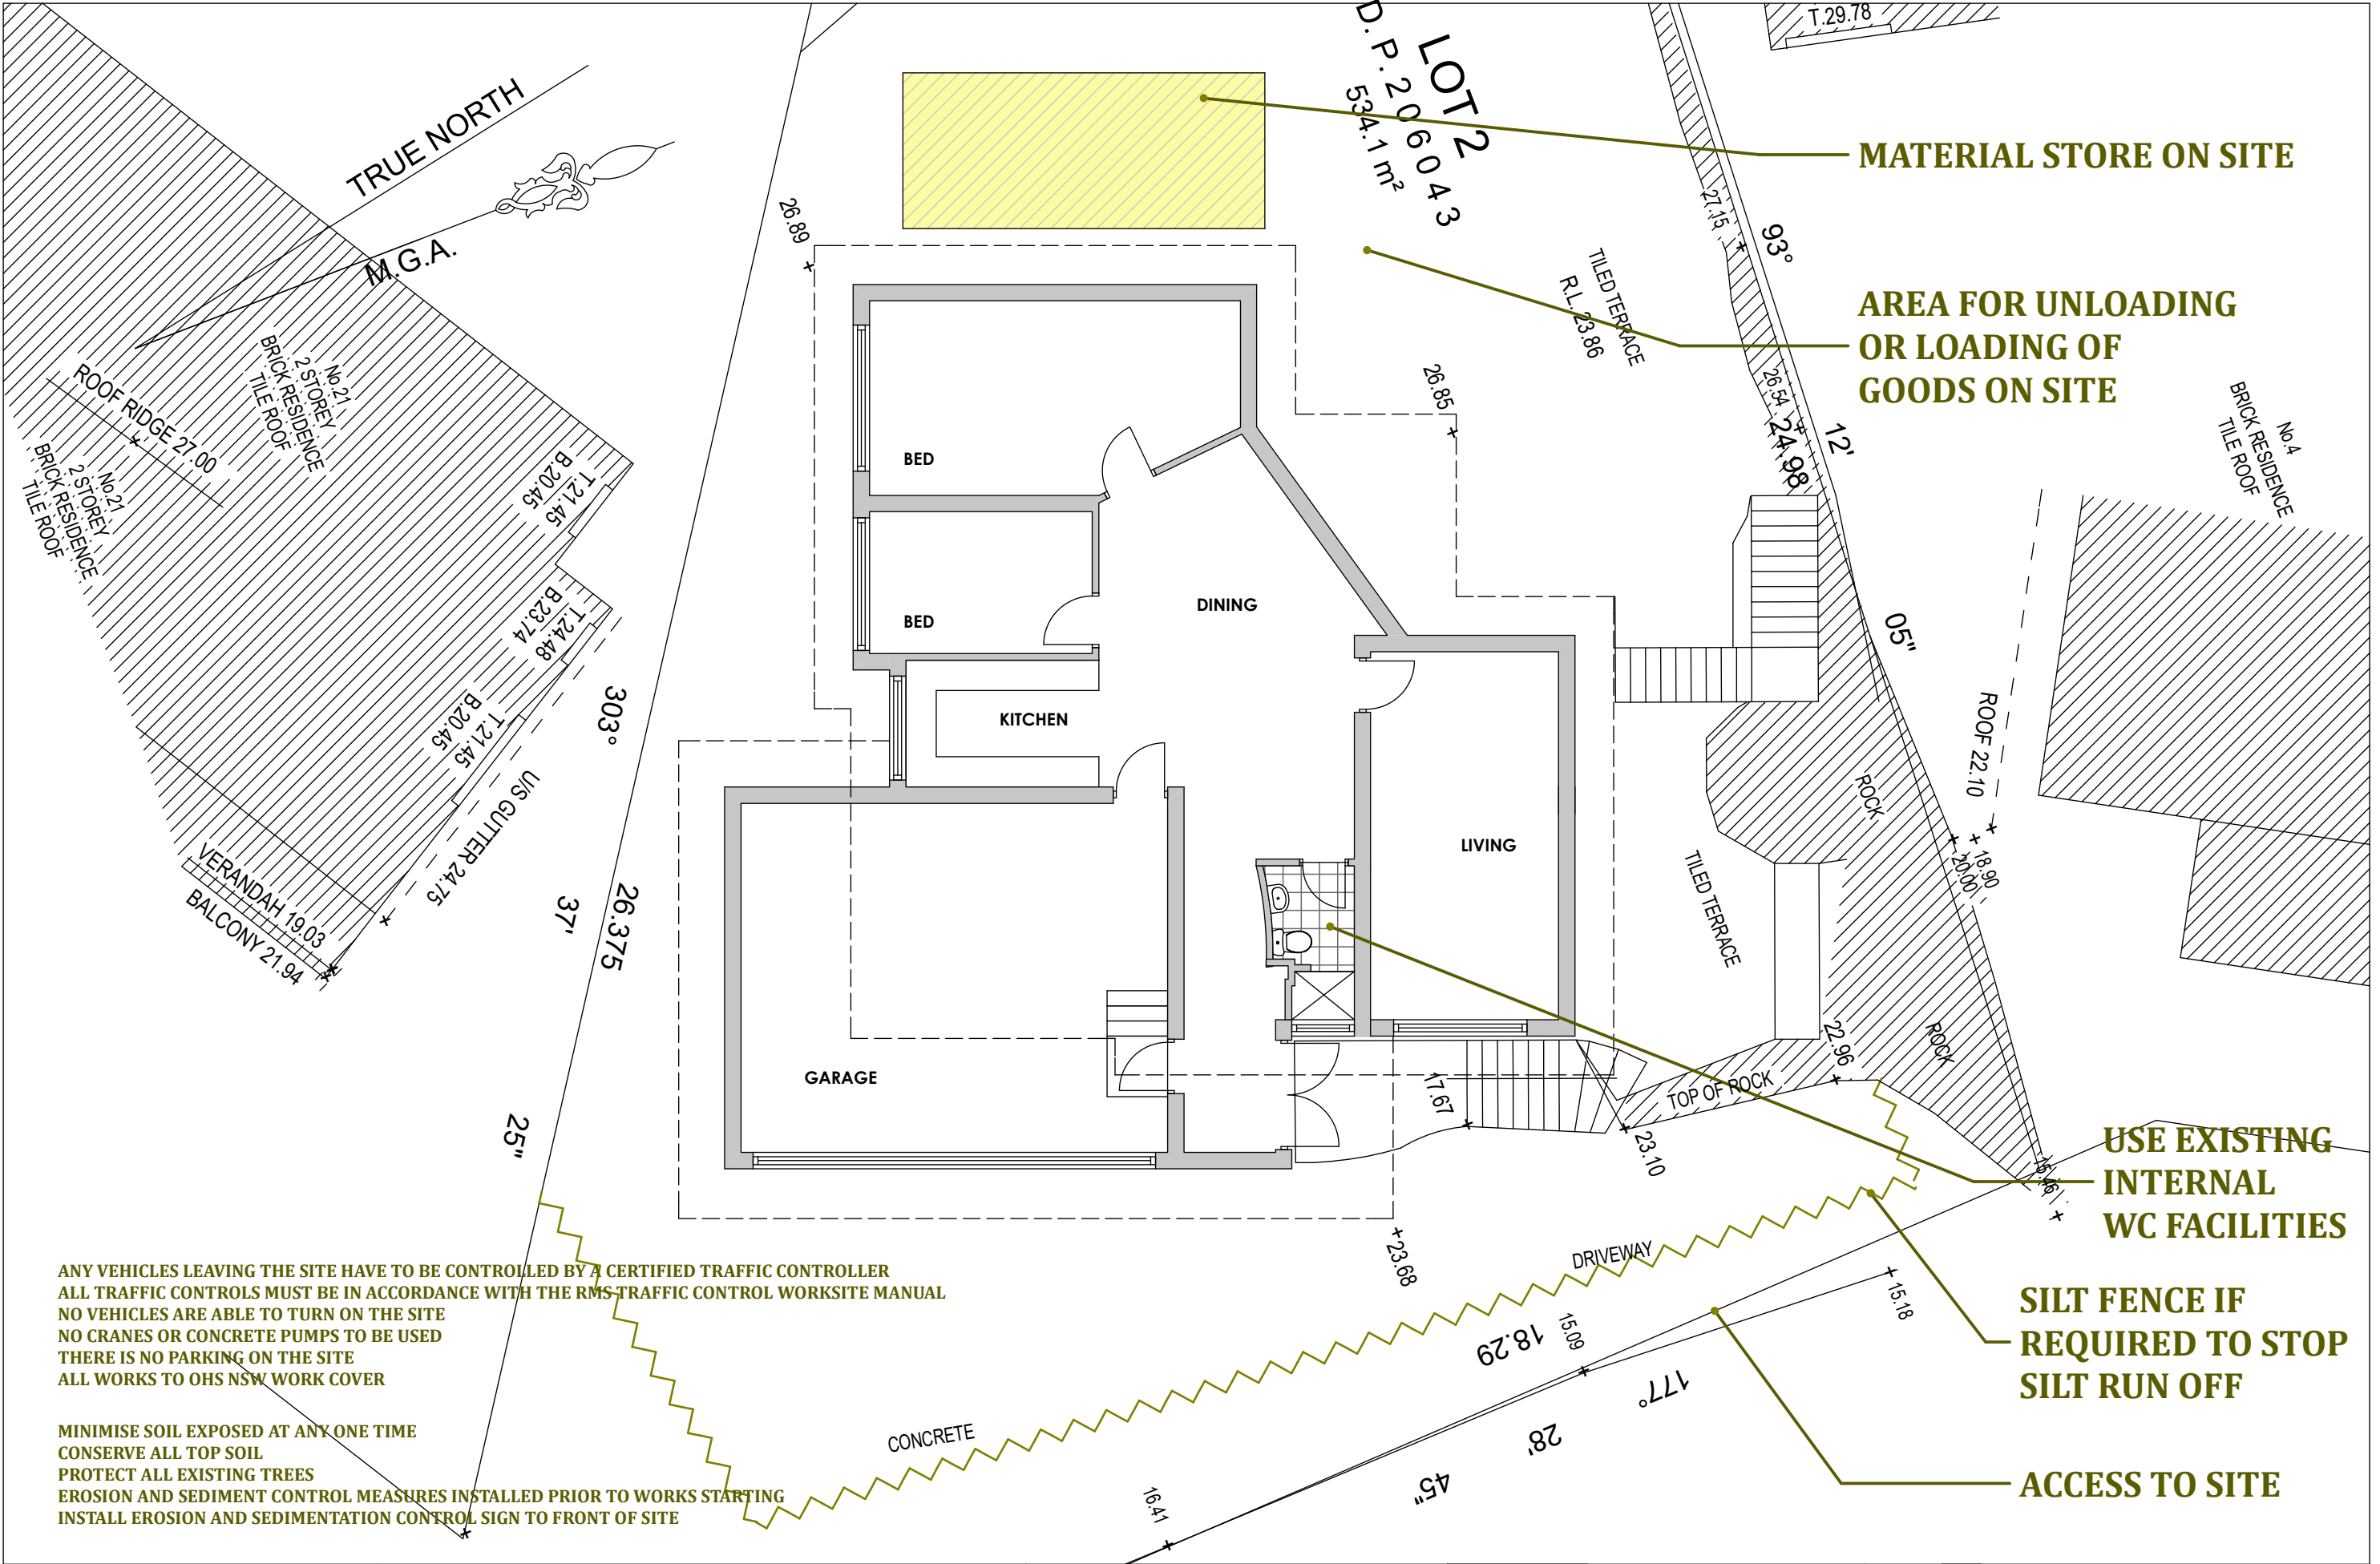 T.29.78
LOT 2
D. P. 206043
534.1 m²
TRUE NORTH
M.G.A.
MATERIAL STORE ON SITE
AREA FOR UNLOADING
OR LOADING OF
GOODS ON SITE
26.89
27.15
93°
TILED TERRACE
R.L. 23.86
26.85
26.54
24.98
12'
05"
No.4
BRICK RESIDENCE
TILE ROOF
No.21
2 STOREY
BRICK RESIDENCE
TILE ROOF
ROOF RIDGE 27.00
No.21
2 STOREY
BRICK RESIDENCE
TILE ROOF
T.21.45
B.20.45
T.24.48
B.23.74
T.21.45
B.20.45
U/S GUTTER 24.75
VERANDAH 19.03
BALCONY 21.94
303°
37'
25"
26.375
BED
BED
DINING
KITCHEN
LIVING
GARAGE
ROOF 22.10
ROCK
18.90
20.00
TILED TERRACE
ROCK
22.96
TOP OF ROCK
17.67
23.10
15.46
23.68
USE EXISTING
INTERNAL
WC FACILITIES
DRIVEWAY
15.18
SILT FENCE IF
REQUIRED TO STOP
SILT RUN OFF
18.29
15.09
177°
28'
45"
CONCRETE
16.41
ACCESS TO SITE
ANY VEHICLES LEAVING THE SITE HAVE TO BE CONTROLLED BY A CERTIFIED TRAFFIC CONTROLLER
ALL TRAFFIC CONTROLS MUST BE IN ACCORDANCE WITH THE RMS TRAFFIC CONTROL WORKSITE MANUAL
NO VEHICLES ARE ABLE TO TURN ON THE SITE
NO CRANES OR CONCRETE PUMPS TO BE USED
THERE IS NO PARKING ON THE SITE
ALL WORKS TO OHS NSW WORK COVER
MINIMISE SOIL EXPOSED AT ANY ONE TIME
CONSERVE ALL TOP SOIL
PROTECT ALL EXISTING TREES
EROSION AND SEDIMENT CONTROL MEASURES INSTALLED PRIOR TO WORKS STARTING
INSTALL EROSION AND SEDIMENTATION CONTROL SIGN TO FRONT OF SITE